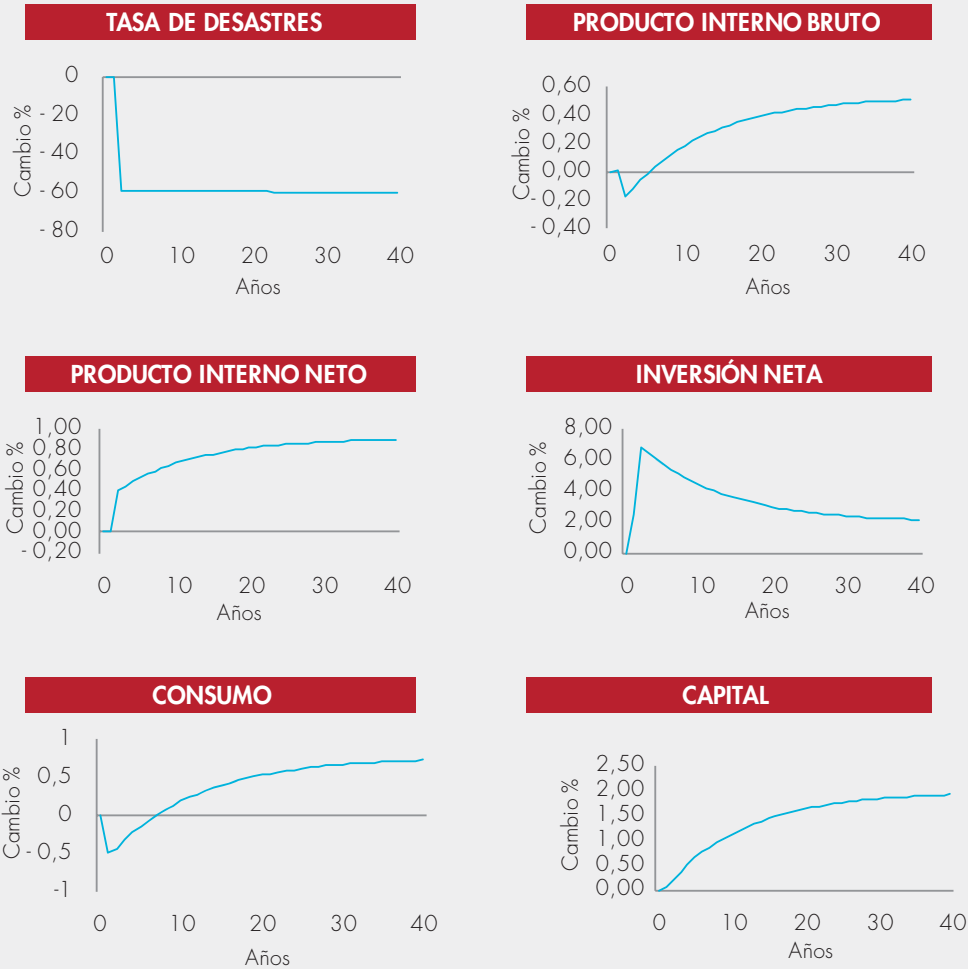 TASA DE DESASTRES
Cambio %
0
- 20
- 40
- 60
- 80
0 10 20 30 40
Años
PRODUCTO INTERNO BRUTO
Cambio %
0,60
0,40
0,20
0,00
- 0,20
- 0,40
0 10 20 30 40
Años
PRODUCTO INTERNO NETO
Cambio %
1,00
0,80
0,60
0,40
0,20
0,00
- 0,20
0 10 20 30 40
Años
INVERSIÓN NETA
Cambio %
8,00
6,00
4,00
2,00
0,00
0 10 20 30 40
Años
CONSUMO
Cambio %
1
0,5
0
- 0,5
-1
0 10 20 30 40
Años
CAPITAL
Cambio %
2,50
2,00
1,50
1,00
0,50
0,00
0 10 20 30 40
Años